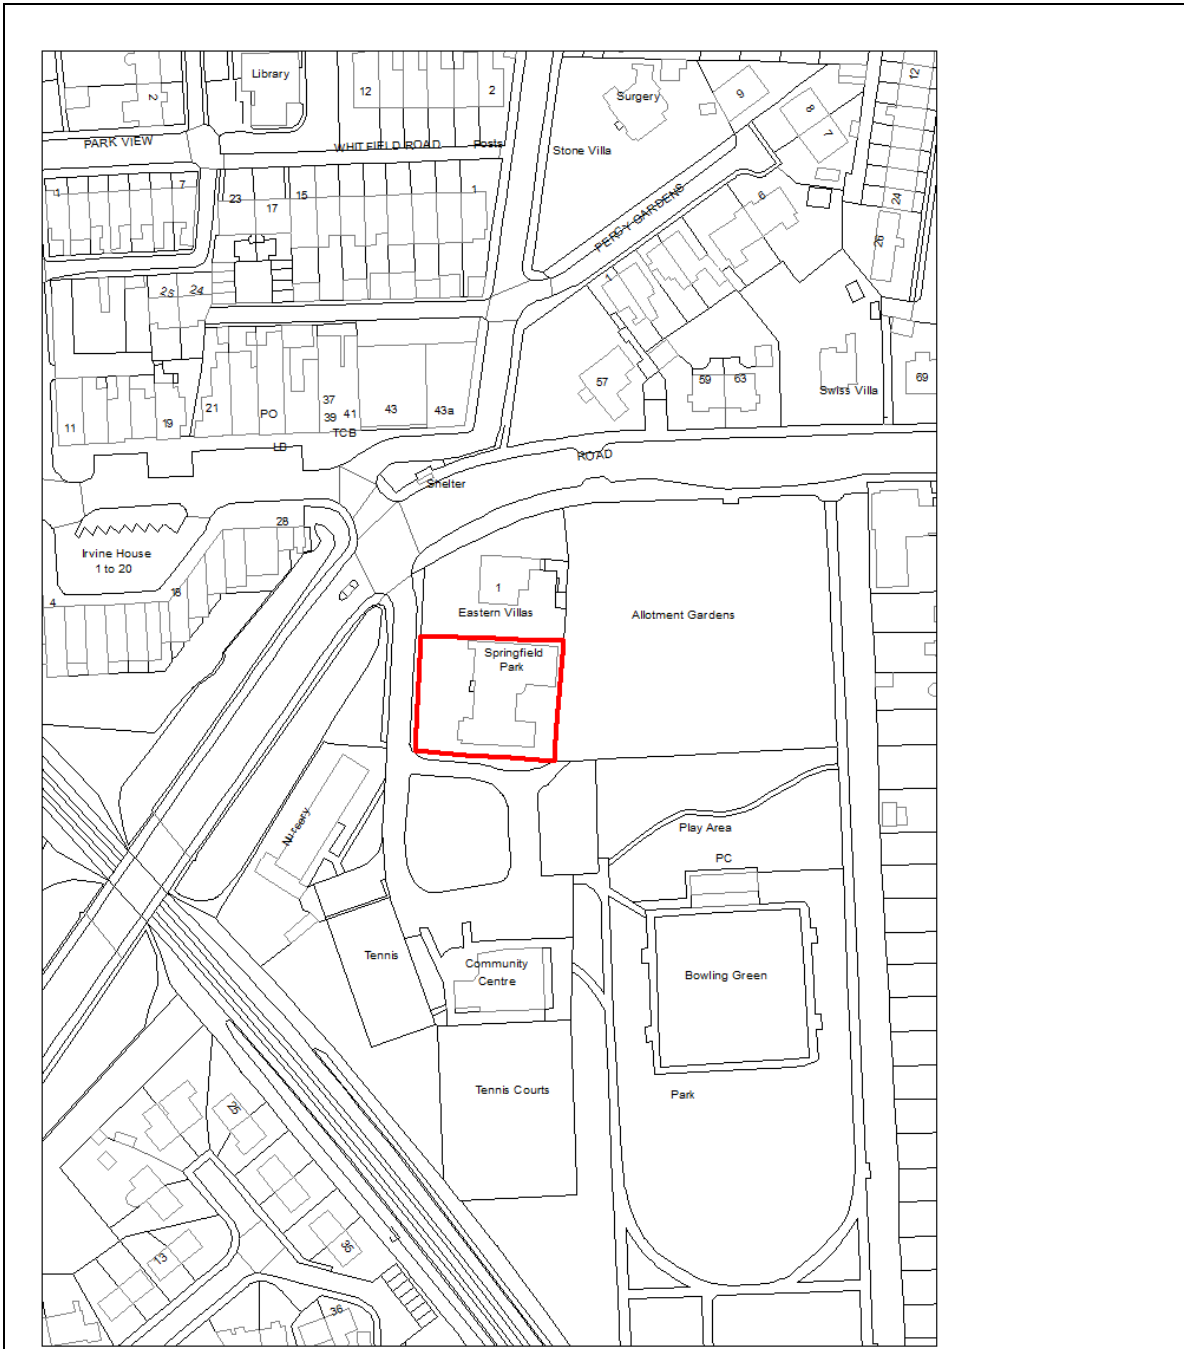 Library
12
2
2
Surgery
9
8
7
12
PARK VIEW
WHITFIELD ROAD
Posts
Stone Villa
1
7
23
17
15
1
PERCY GARDENS
6
24
26
25
24
1
57
59
63
Swiss Villa
69
11
19
21
PO
37
39
41
TCB
43
43a
LB
ROAD
Shelter
28
Irvine House
1 to 20
18
4
1
Eastern Villas
Allotment Gardens
Springfield
Park
Nursery
Play Area
PC
Tennis
Community
Centre
Bowling Green
Tennis Courts
Park
25
13
35
36